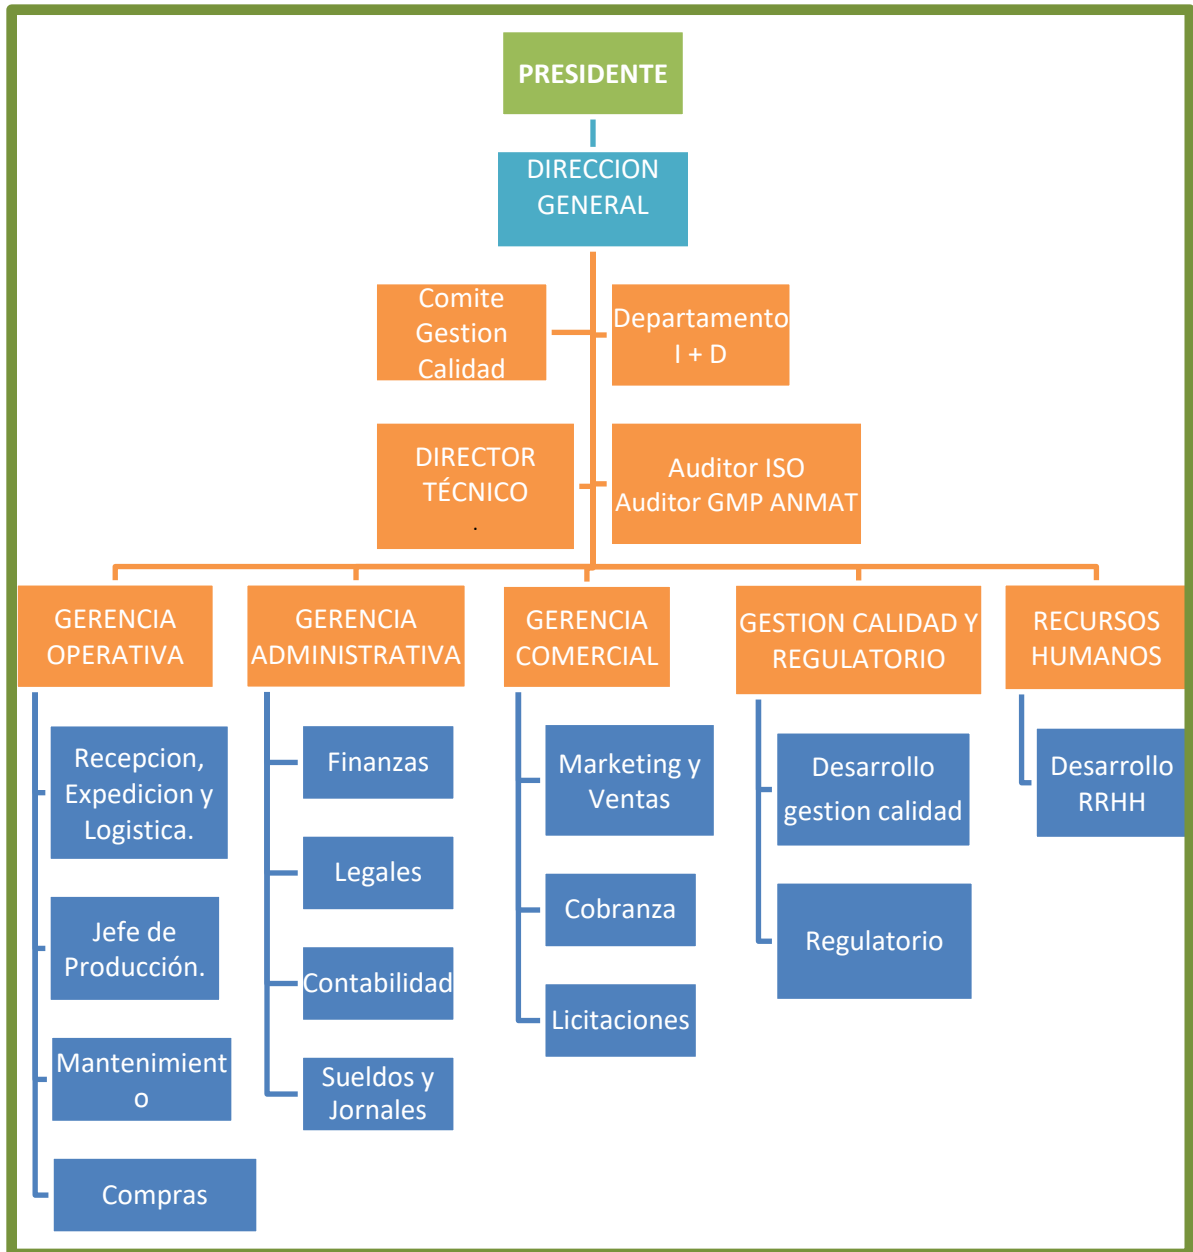 PRESIDENTE
DIRECCION
GENERAL
Comite
Gestion
Calidad
Departamento
I + D
DIRECTOR
TÉCNICO
.
Auditor ISO
Auditor GMP ANMAT
GERENCIA
OPERATIVA
GERENCIA
ADMINISTRATIVA
GERENCIA
COMERCIAL
GESTION CALIDAD Y
REGULATORIO
RECURSOS
HUMANOS
Recepcion,
Expedicion y
Logistica.
Jefe de
Producción.
Mantenimient
o
Compras
Finanzas
Legales
Contabilidad
Sueldos y
Jornales
Marketing y
Ventas
Cobranza
Licitaciones
Desarrollo
gestion calidad
Regulatorio
Desarrollo
RRHH